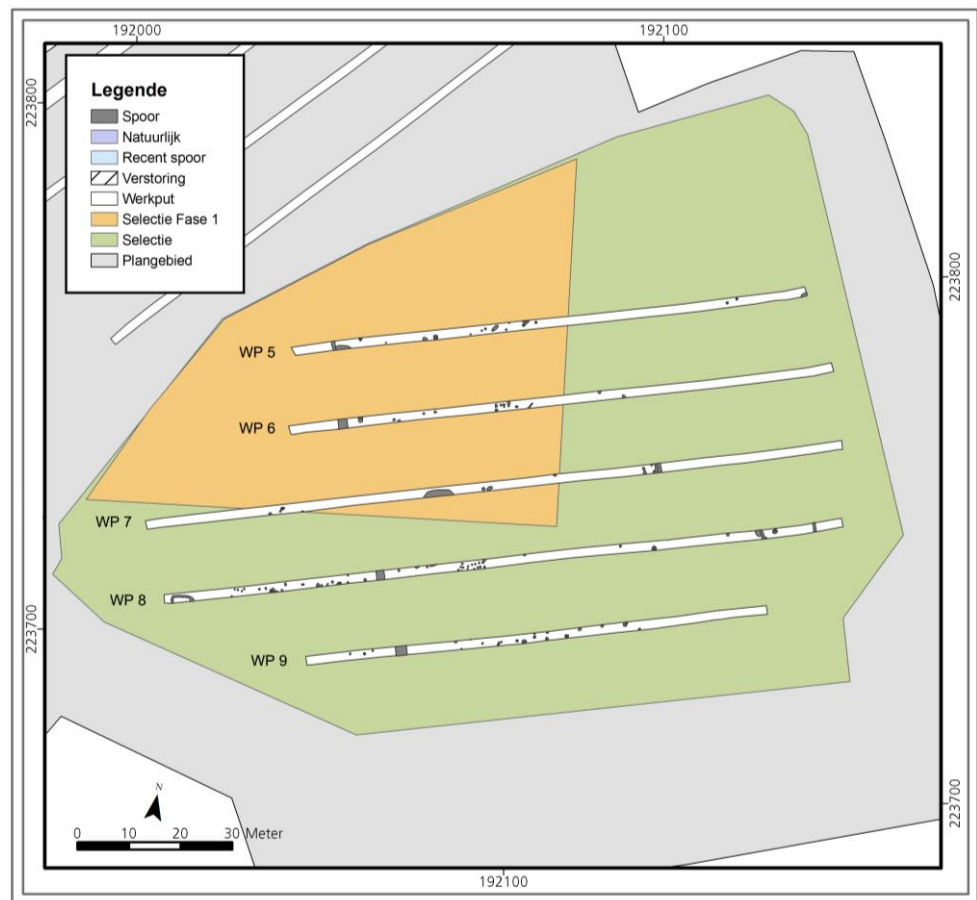 192000
192100
223800
Legende
Spoor
Natuurlijk
Recent spoor
Verstoring
Werkput
Selectie Fase 1
Selectie
Plangebied
223800
WP 5
WP 6
WP 7
WP 8
223700
WP 9
223700
N
0 10 20 30 Meter
192100